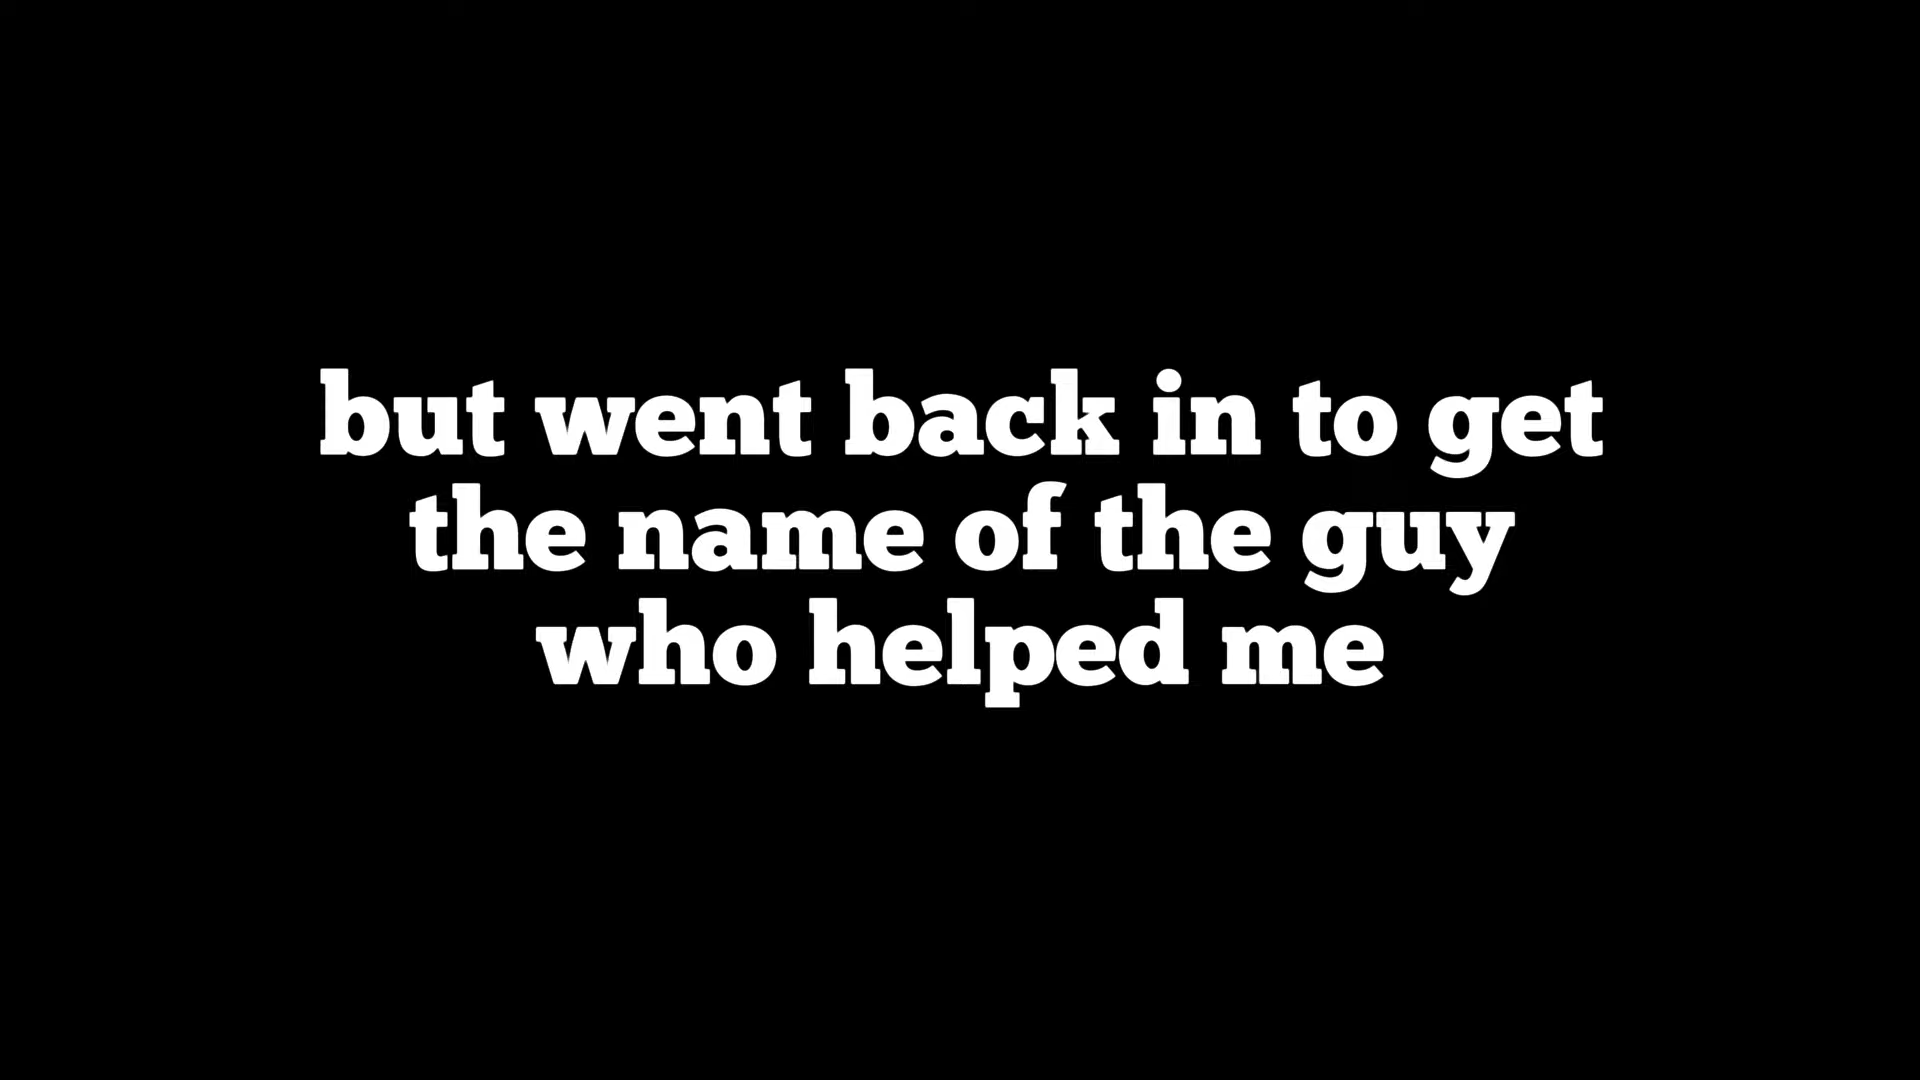 but went back in to get
the name of the guy
who helped me